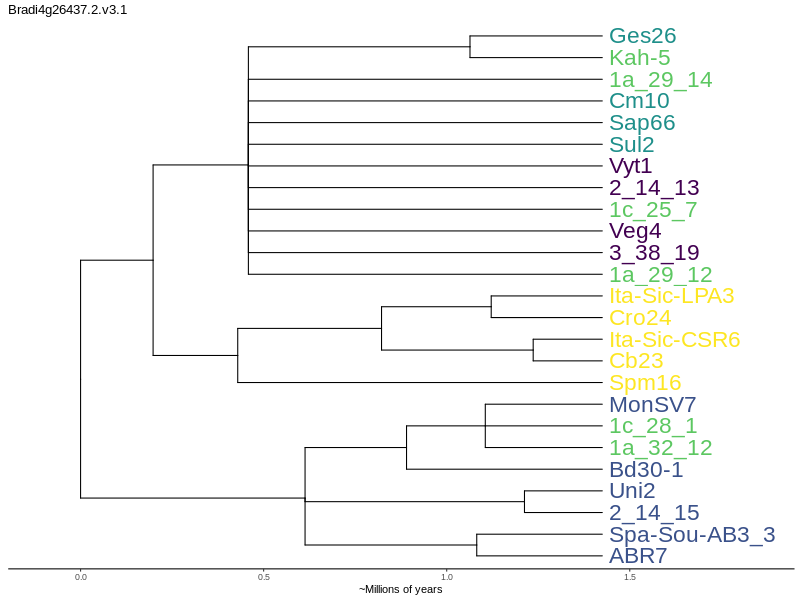 Bradi4g26437.2.v3.1
Ges26
Kah-5
1a_29_14
Cm10
Sap66
Sul2
Vyt1
2_14_13
1c_25_7
Veg4
3_38_19
1a_29_12
Ita-Sic-LPA3
Cro24
Ita-Sic-CSR6
Cb23
Spm16
MonSV7
1c_28_1
1a_32_12
Bd30-1
Uni2
2_14_15
Spa-Sou-AB3_3
ABR7
0.0 0.5 1.0 1.5
~Millions of years